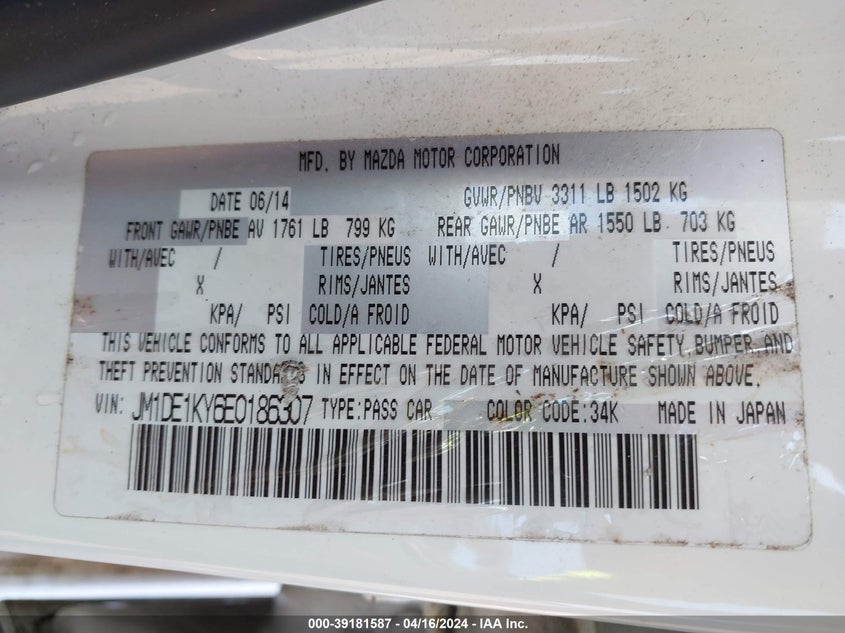 MFD. BY MAZDA MOTOR CORPORATION
DATE 06/14 GVWR/PNBV 3311 LB 1502 KG
FRONT GAWR/PNBE AV 1761 LB 799 KG REAR GAWR/PNBE AR 1550 LB 703 KG
WITH/AVEC / TIRES/PNEUS WITH/AVEC / TIRES/PNEUS
X RIMS/JANTES X RIMS/JANTES
KPA/ PSI COLD/A FROID KPA/ PSI COLD/A FROID
THIS VEHICLE CONFORMS TO ALL APPLICABLE FEDERAL MOTOR VEHICLE SAFETY, BUMPER, AND
THEFT PREVENTION STANDARDS IN EFFECT ON THE DATE OF MANUFACTURE SHOWN ABOVE.
VIN: JM1DE1KY6E0186307 TYPE:PASS CAR COLOR CODE:34K MADE IN JAPAN
000-39181587 - 04/16/2024 - IAA Inc.